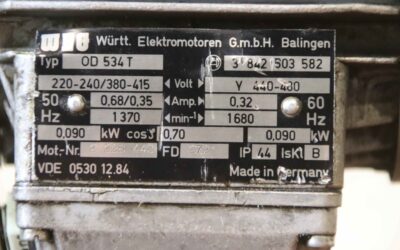 Württ. Elektromotoren G.m.b.H. Balingen
Typ OD 534 T 3 842 503 582
220-240/380-415 Volt Y 440-480
50 Hz 0,68/0,35 Amp. 0,32 60 Hz
1370 min⁻¹ 1680
0,090 kW cosφ 0,70 0,090 kW
Mot.-Nr. FD IP 44 IsKl B
VDE 0530 12.84 Made in Germany